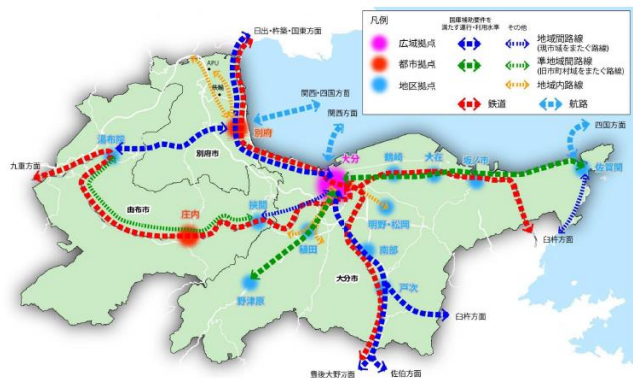 凡例
国庫補助要件を
満たす運行・利用水準
その他
広域拠点
地域間路線
(現市域をまたぐ路線)
都市拠点
準地域間路線
(旧市町村域をまたぐ路線)
地区拠点
地域内路線
鉄道
航路
日出・杵築・国東方面
APU
関西・四国方面
関西方面
四国方面
別府
湯布院
別府市
大分
鶴崎
大在
坂ノ市
佐賀関
九重方面
由布市
庄内
挾間
稙田
明野・松岡
大分市
南部
野津原
戸次
臼杵方面
臼杵方面
豊後大野方面
佐伯方面